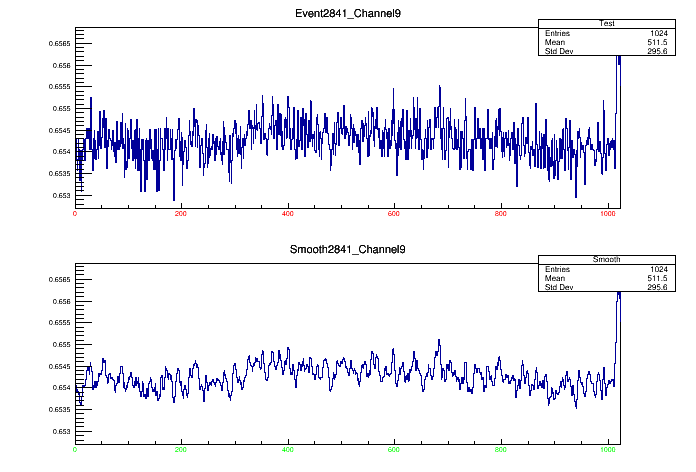 Event2841_Channel9
Test
Entries 1024
Mean 511.5
Std Dev 295.6
0.6565
0.656
0.6555
0.655
0.6545
0.654
0.6535
0.653
0 200 400 600 800 1000
Smooth2841_Channel9
Smooth
Entries 1024
Mean 511.5
Std Dev 295.6
0.6565
0.656
0.6555
0.655
0.6545
0.654
0.6535
0.653
0 200 400 600 800 1000